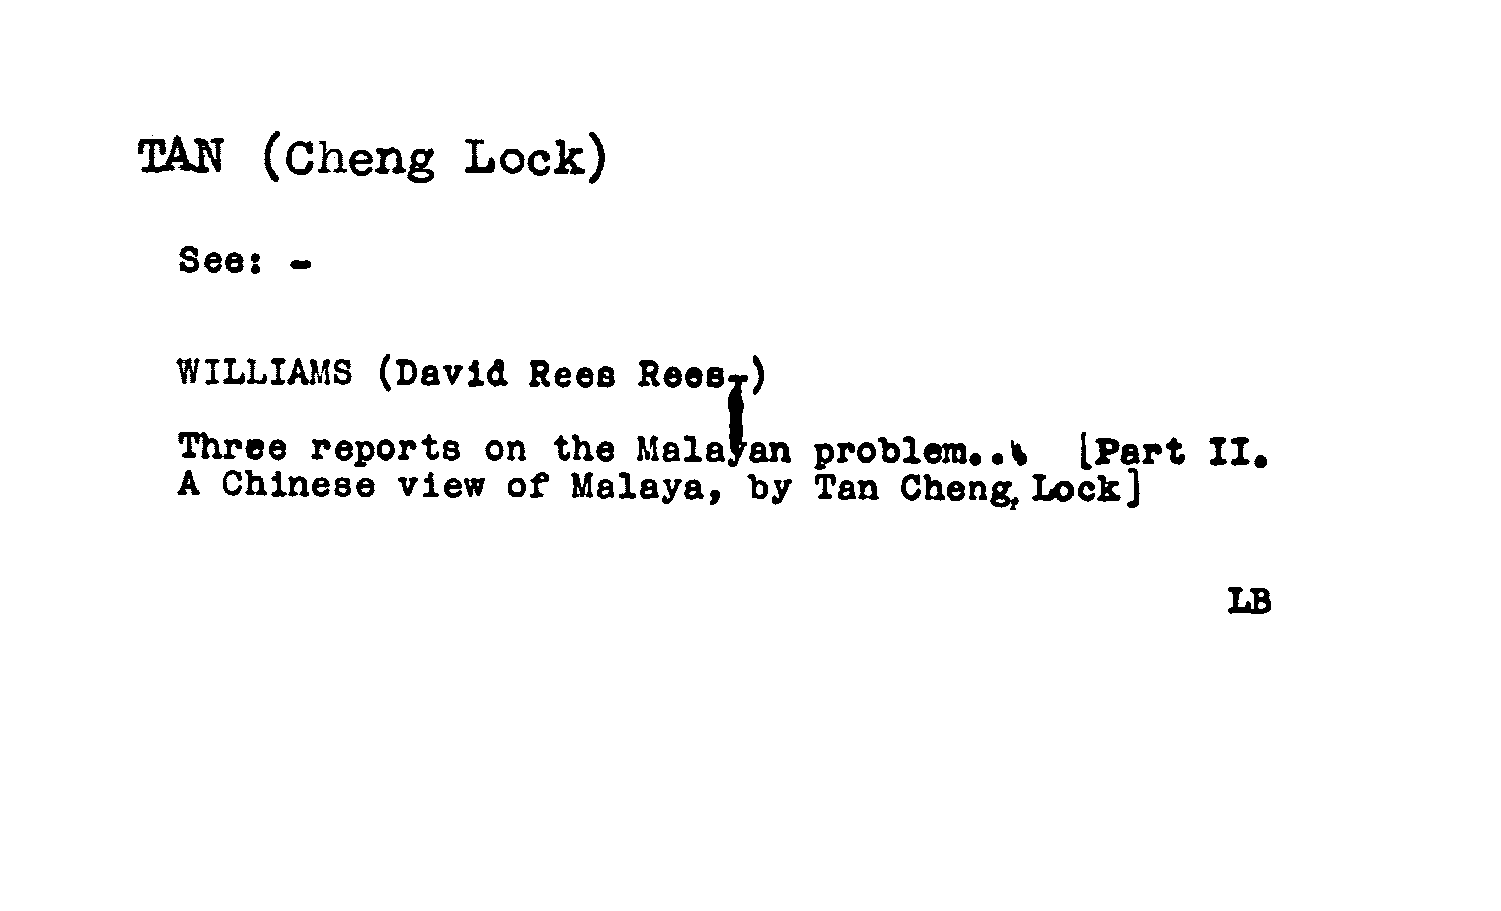 TAN (Cheng Lock)
See: -
WILLIAMS (David Rees Rees-)
Three reports on the Malayan problem... [Part II.
A Chinese view of Malaya, by Tan Cheng Lock]
LB